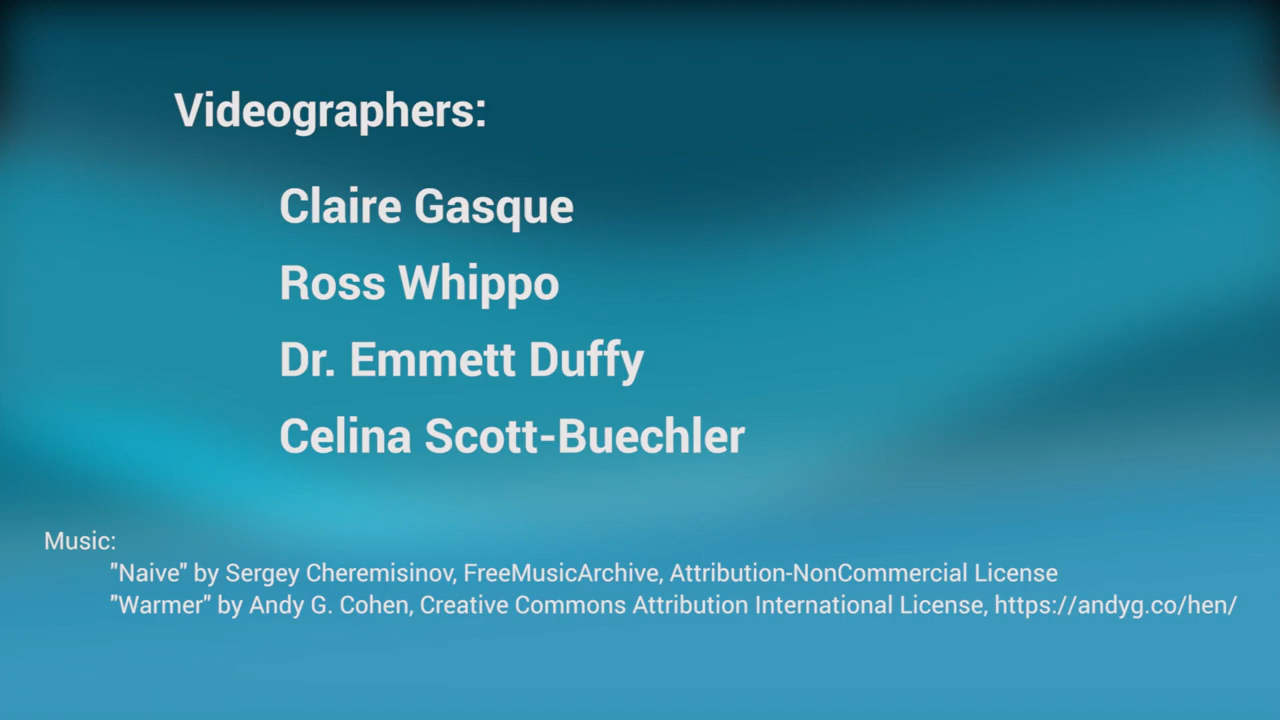 Videographers:
Claire Gasque
Ross Whippo
Dr. Emmett Duffy
Celina Scott-Buechler
Music:
"Naive" by Sergey Cheremisinov, FreeMusicArchive, Attribution-NonCommercial License
"Warmer" by Andy G. Cohen, Creative Commons Attribution International License, https://andyg.co/hen/